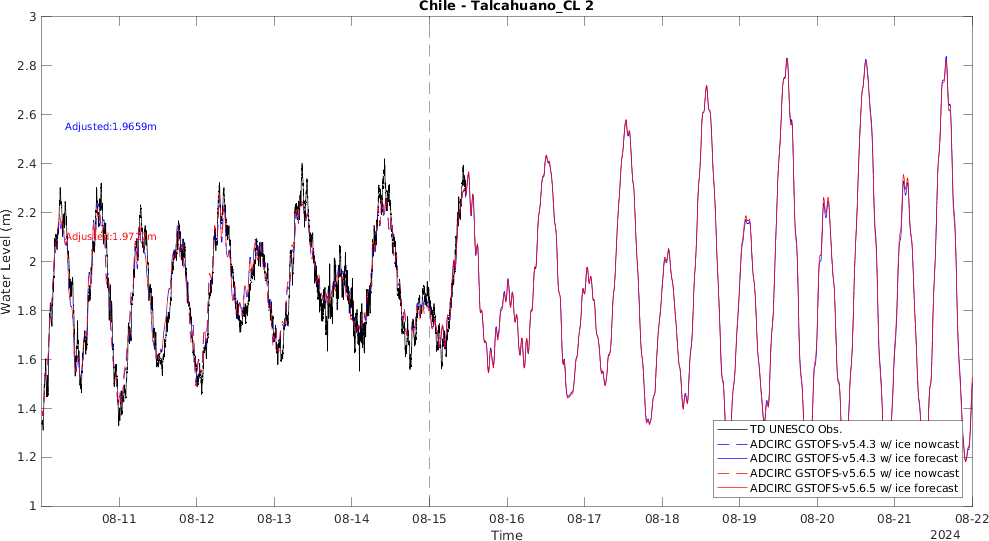 Chile - Talcahuano_CL 2
Water Level (m)
3
2.8
2.6
2.4
2.2
2
1.8
1.6
1.4
1.2
1
Adjusted:1.9659m
TD UNESCO Obs.
ADCIRC GSTOFS-v5.4.3 w/ ice nowcast
ADCIRC GSTOFS-v5.4.3 w/ ice forecast
ADCIRC GSTOFS-v5.6.5 w/ ice nowcast
ADCIRC GSTOFS-v5.6.5 w/ ice forecast
08-11 08-12 08-13 08-14 08-15 08-16 08-17 08-18 08-19 08-20 08-21 08-22
Time
2024